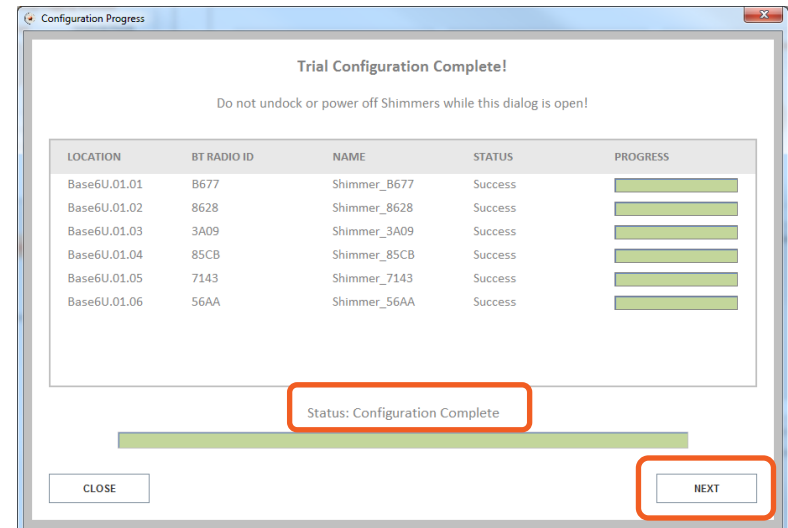 Configuration Progress
Trial Configuration Complete!
Do not undock or power off Shimmers while this dialog is open!
LOCATION BT RADIO ID NAME STATUS PROGRESS
Base6U.01.01 B677 Shimmer_B677 Success
Base6U.01.02 8628 Shimmer_8628 Success
Base6U.01.03 3A09 Shimmer_3A09 Success
Base6U.01.04 85CB Shimmer_85CB Success
Base6U.01.05 7143 Shimmer_7143 Success
Base6U.01.06 56AA Shimmer_56AA Success
Status: Configuration Complete
CLOSE NEXT